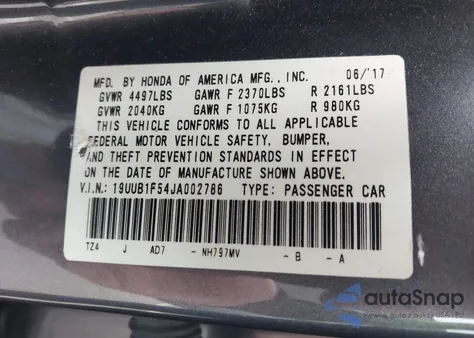 MFD. BY HONDA OF AMERICA MFG., INC. 06/'17
GVWR 4497LBS GAWR F 2370LBS R 2161LBS
GVWR 2040KG GAWR F 1075KG R 980KG
THIS VEHICLE CONFORMS TO ALL APPLICABLE
FEDERAL MOTOR VEHICLE SAFETY, BUMPER,
AND THEFT PREVENTION STANDARDS IN EFFECT
ON THE DATE OF MANUFACTURE SHOWN ABOVE.
V.I.N.: 19UUB1F54JA002786 TYPE: PASSENGER CAR
TZ4 J AD7 - NH797MV - B - A
autoSnap